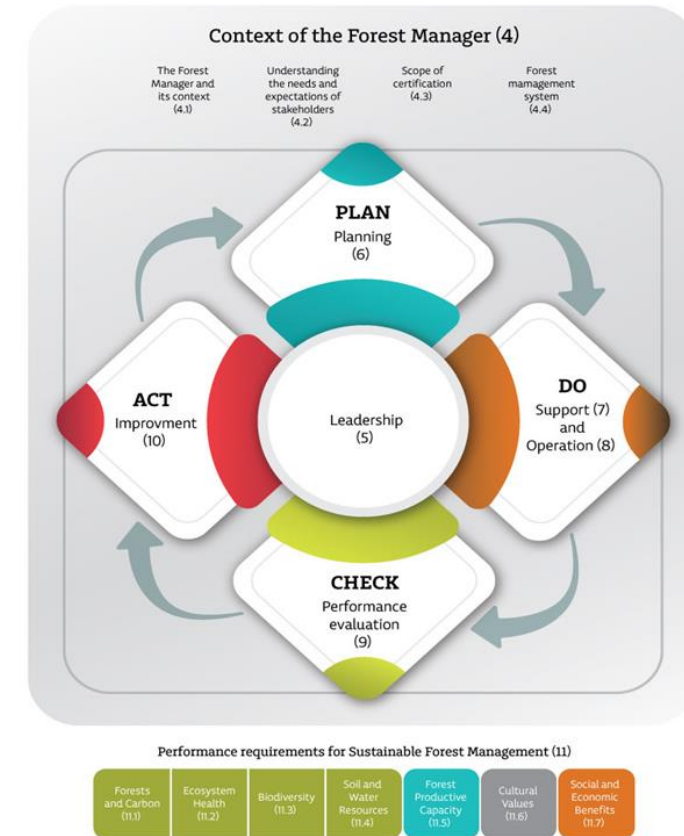 Context of the Forest Manager (4)
The Forest
Manager and
its context
(4.1)
Understanding
the needs and
expectations of
stakeholders
(4.2)
Scope of
certification
(4.3)
Forest
mamagement
system
(4.4)
PLAN
Planning
(6)
ACT
Improvment
(10)
Leadership
(5)
DO
Support (7)
and
Operation (8)
CHECK
Performance
evaluation
(9)
Performance requirements for Sustainable Forest Management (11)
Forests
and Carbon
(11.1)
Ecosystem
Health
(11.2)
Biodiversity
(11.3)
Soil and
Water
Resources
(11.4)
Forest
Productive
Capacity
(11.5)
Cultural
Values
(11.6)
Social and
Economic
Benefits
(11.7)